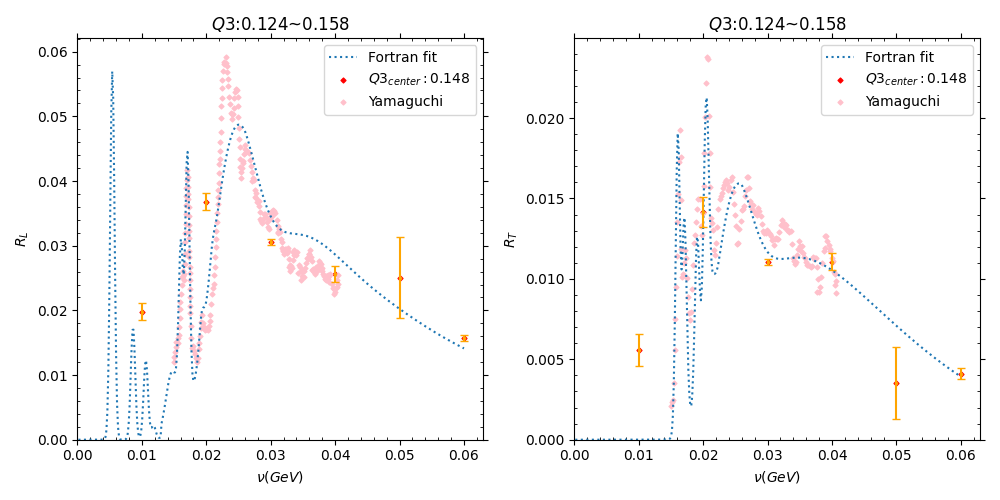 Q3:0.124~0.158
Fortran fit
Q3center:0.148
Yamaguchi
0.06
0.05
0.04
0.03
0.02
0.01
0.00
RL
0.00 0.01 0.02 0.03 0.04 0.05 0.06
ν(GeV)
Q3:0.124~0.158
Fortran fit
Q3center:0.148
Yamaguchi
0.020
0.015
0.010
0.005
0.000
RT
0.00 0.01 0.02 0.03 0.04 0.05 0.06
ν(GeV)